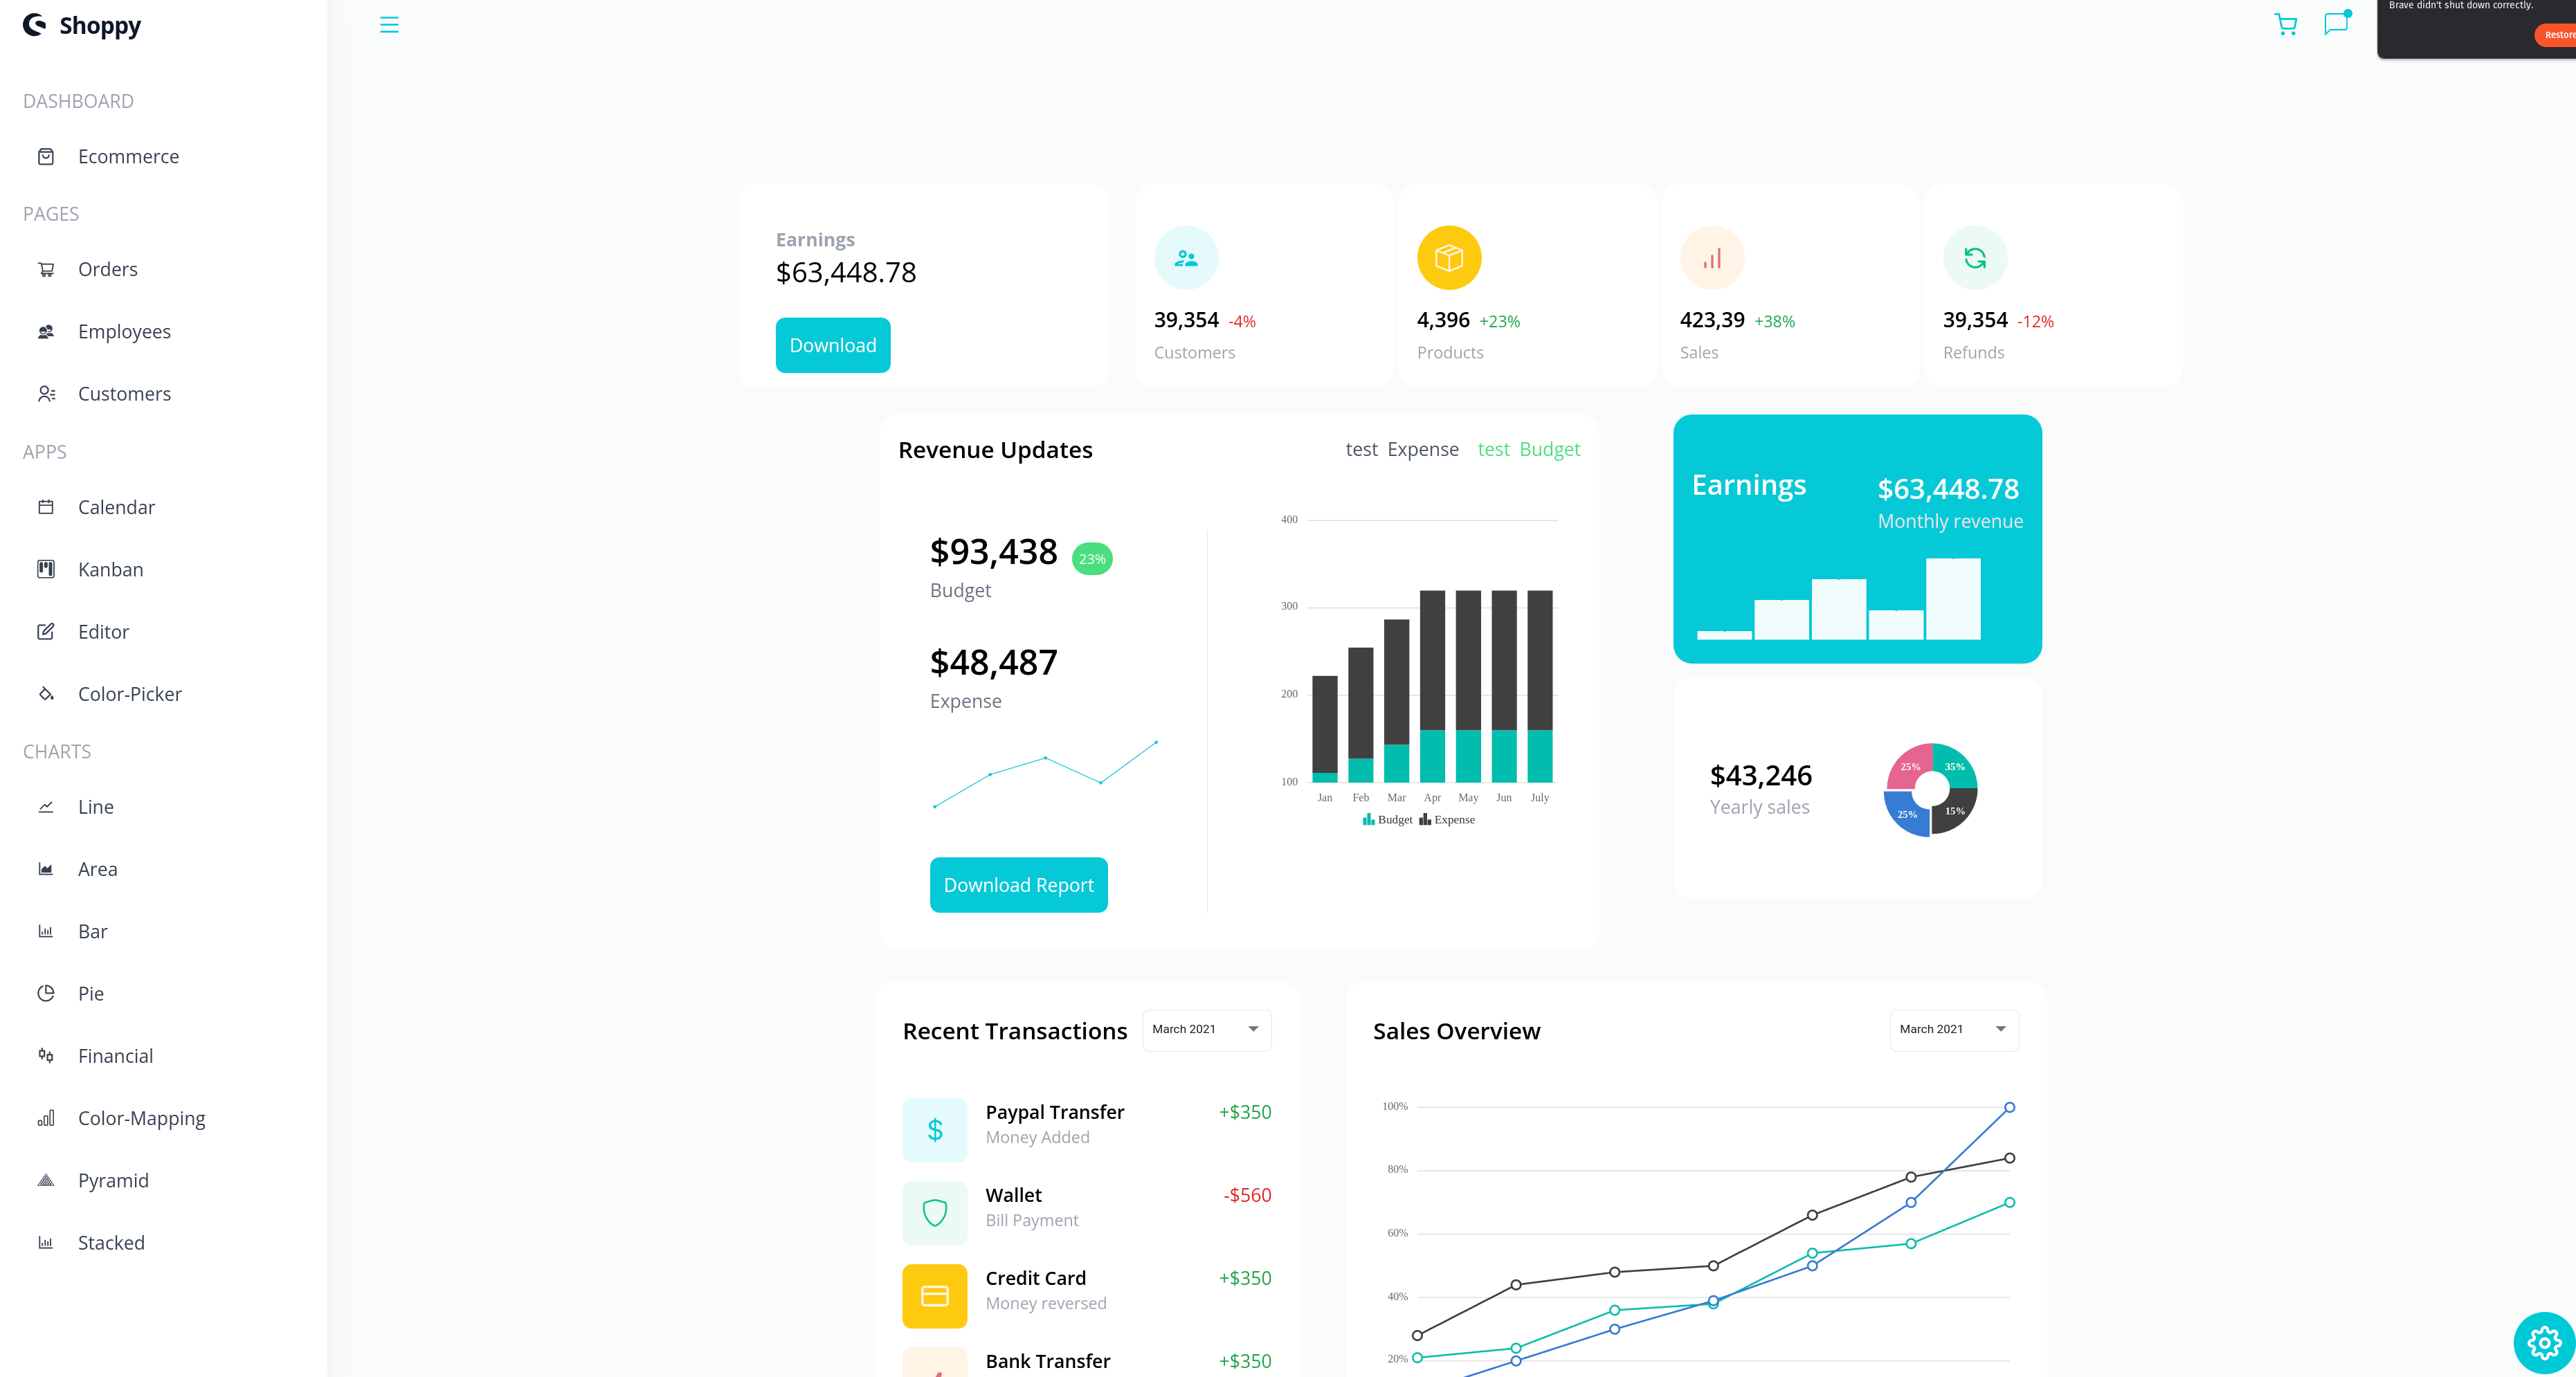 Shoppy
Brave didn't shut down correctly.
Restore
DASHBOARD
Ecommerce
PAGES
Orders
Employees
Customers
APPS
Calendar
Kanban
Editor
Color-Picker
CHARTS
Line
Area
Bar
Pie
Financial
Color-Mapping
Pyramid
Stacked
Earnings
$63,448.78
Download
39,354 -4%
Customers
4,396 +23%
Products
423,39 +38%
Sales
39,354 -12%
Refunds
Revenue Updates
test Expense test Budget
$93,438 23%
Budget
$48,487
Expense
Download Report
400
300
200
100
Jan Feb Mar Apr May Jun July
Budget Expense
Earnings
$63,448.78
Monthly revenue
$43,246
Yearly sales
25% 35%
25% 15%
Recent Transactions
March 2021
Paypal Transfer +$350
Money Added
Wallet -$560
Bill Payment
Credit Card +$350
Money reversed
Bank Transfer +$350
Sales Overview
March 2021
100%
80%
60%
40%
20%